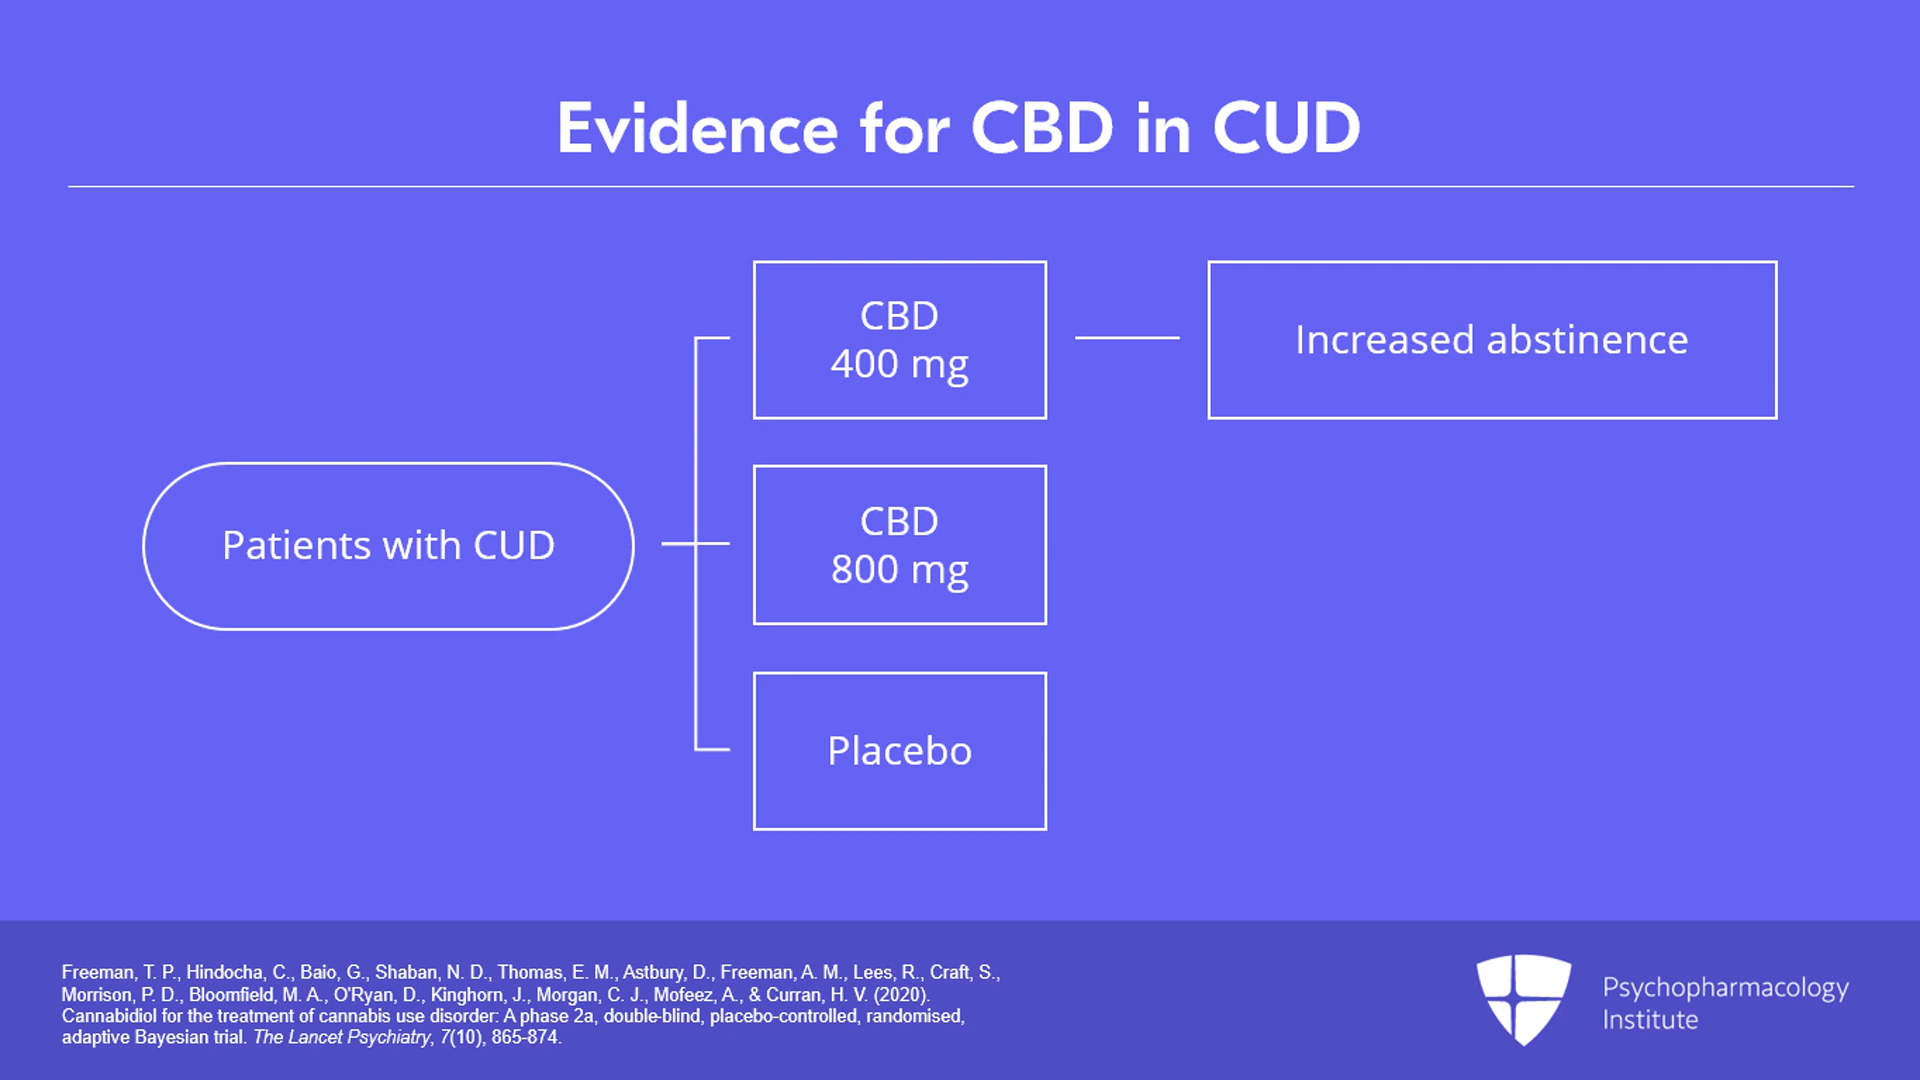 Evidence for CBD in CUD
Patients with CUD
CBD
400 mg
Increased abstinence
CBD
800 mg
Placebo
Freeman, T. P., Hindocha, C., Baio, G., Shaban, N. D., Thomas, E. M., Astbury, D., Freeman, A. M., Lees, R., Craft, S.,
Morrison, P. D., Bloomfield, M. A., O'Ryan, D., Kinghorn, J., Morgan, C. J., Mofeez, A., & Curran, H. V. (2020).
Cannabidiol for the treatment of cannabis use disorder: A phase 2a, double-blind, placebo-controlled, randomised,
adaptive Bayesian trial. The Lancet Psychiatry, 7(10), 865-874.
Psychopharmacology
Institute